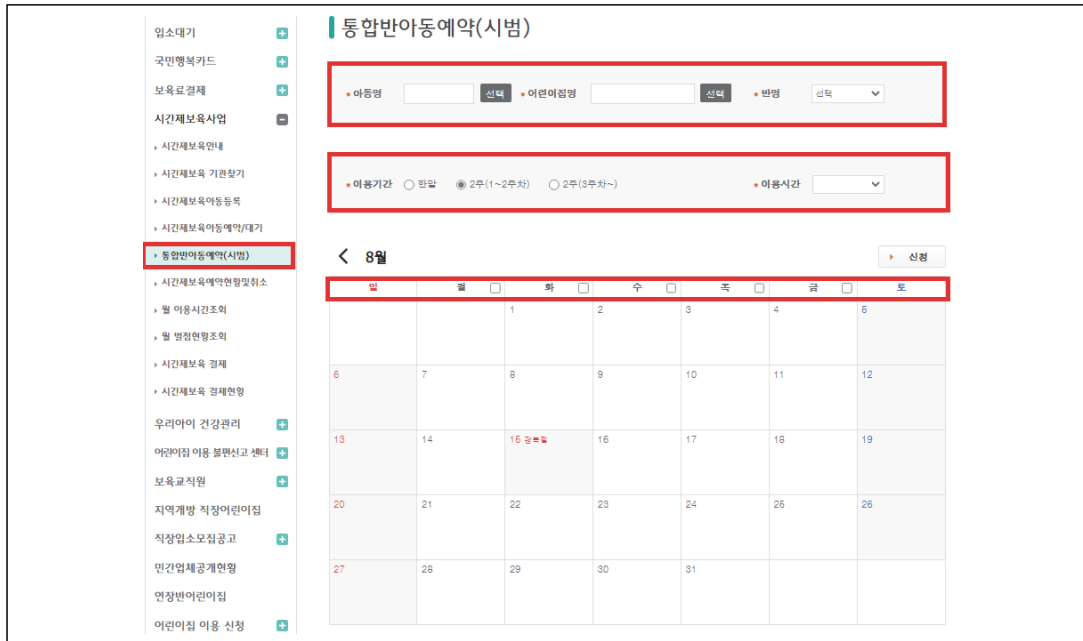 입소대기
국민행복카드
보육료결제
시간제보육사업
시간제보육안내
시간제보육 기관찾기
시간제보육아동등록
시간제보육아동예약/대기
통합반아동예약(시범)
시간제보육예약현황및취소
월 이용시간조회
월 벌점현황조회
시간제보육 결제
시간제보육 결제현황
우리아이 건강관리
어린이집 이용 불편신고 센터
보육교직원
지역개방 직장어린이집
직장입소모집공고
민간업체공개현황
연장반어린이집
어린이집 이용 신청
통합반아동예약(시범)
아동명 선택 어린이집명 선택 반명 선택
이용기간 한달 2주(1~2주차) 2주(3주차~) 이용시간
8월 신청
일 월 화 수 목 금 토
1 2 3 4 5
6 7 8 9 10 11 12
13 14 15 광복절 16 17 18 19
20 21 22 23 24 25 26
27 28 29 30 31